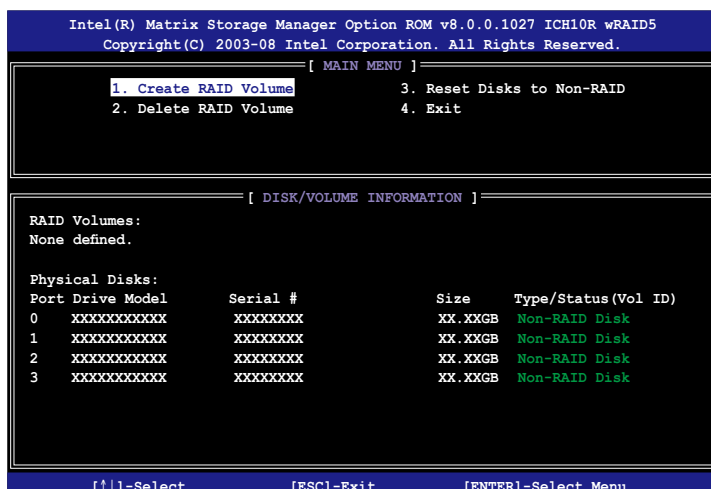 Intel(R) Matrix Storage Manager Option ROM v8.0.0.1027 ICH10R wRAID5
Copyright(C) 2003-08 Intel Corporation. All Rights Reserved.
[ MAIN MENU ]
1. Create RAID Volume 3. Reset Disks to Non-RAID
2. Delete RAID Volume 4. Exit
[ DISK/VOLUME INFORMATION ]
RAID Volumes:
None defined.
Physical Disks:
Port Drive Model Serial # Size Type/Status(Vol ID)
0 XXXXXXXXXXX XXXXXXXX XX.XXGB Non-RAID Disk
1 XXXXXXXXXXX XXXXXXXX XX.XXGB Non-RAID Disk
2 XXXXXXXXXXX XXXXXXXX XX.XXGB Non-RAID Disk
3 XXXXXXXXXXX XXXXXXXX XX.XXGB Non-RAID Disk
[↑↓]-Select [ESC]-Exit [ENTER]-Select Menu